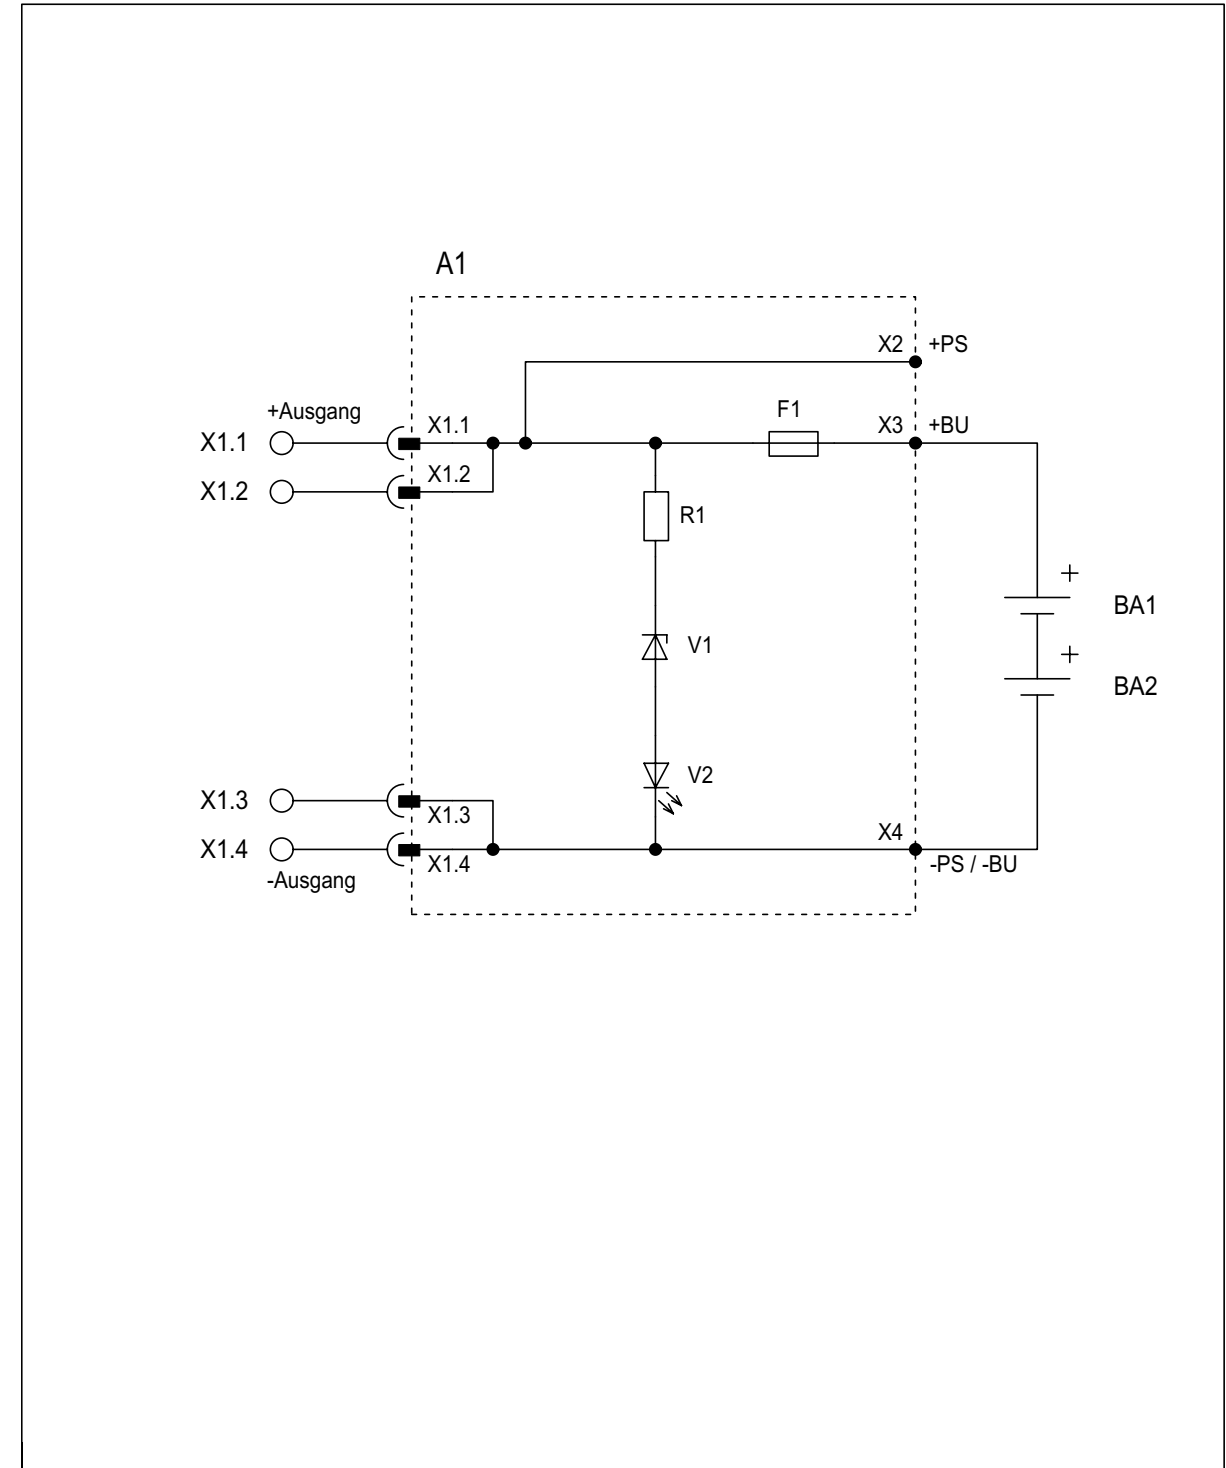 A1
X2 +PS
+Ausgang
F1
X1.1 X1.1 X3 +BU
X1.2 X1.2
R1
+
BA1
V1
+
BA2
V2
X1.3 X1.3
X4
X1.4 X1.4 -PS / -BU
-Ausgang